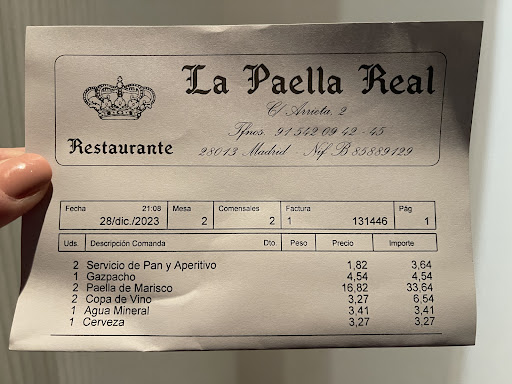 La Paella Real
C/ Arrieta, 2
Tfnos. 91 542 09 42 - 45
Restaurante
28013 Madrid - Nif B 85889129
Fecha 21:08 Mesa Comensales Factura Pág
28/dic./2023 2 2 1 131446 1
Uds. Descripción Comanda Dto. Peso Precio Importe
2 Servicio de Pan y Aperitivo 1,82 3,64
1 Gazpacho 4,54 4,54
2 Paella de Marisco 16,82 33,64
2 Copa de Vino 3,27 6,54
1 Agua Mineral 3,41 3,41
1 Cerveza 3,27 3,27